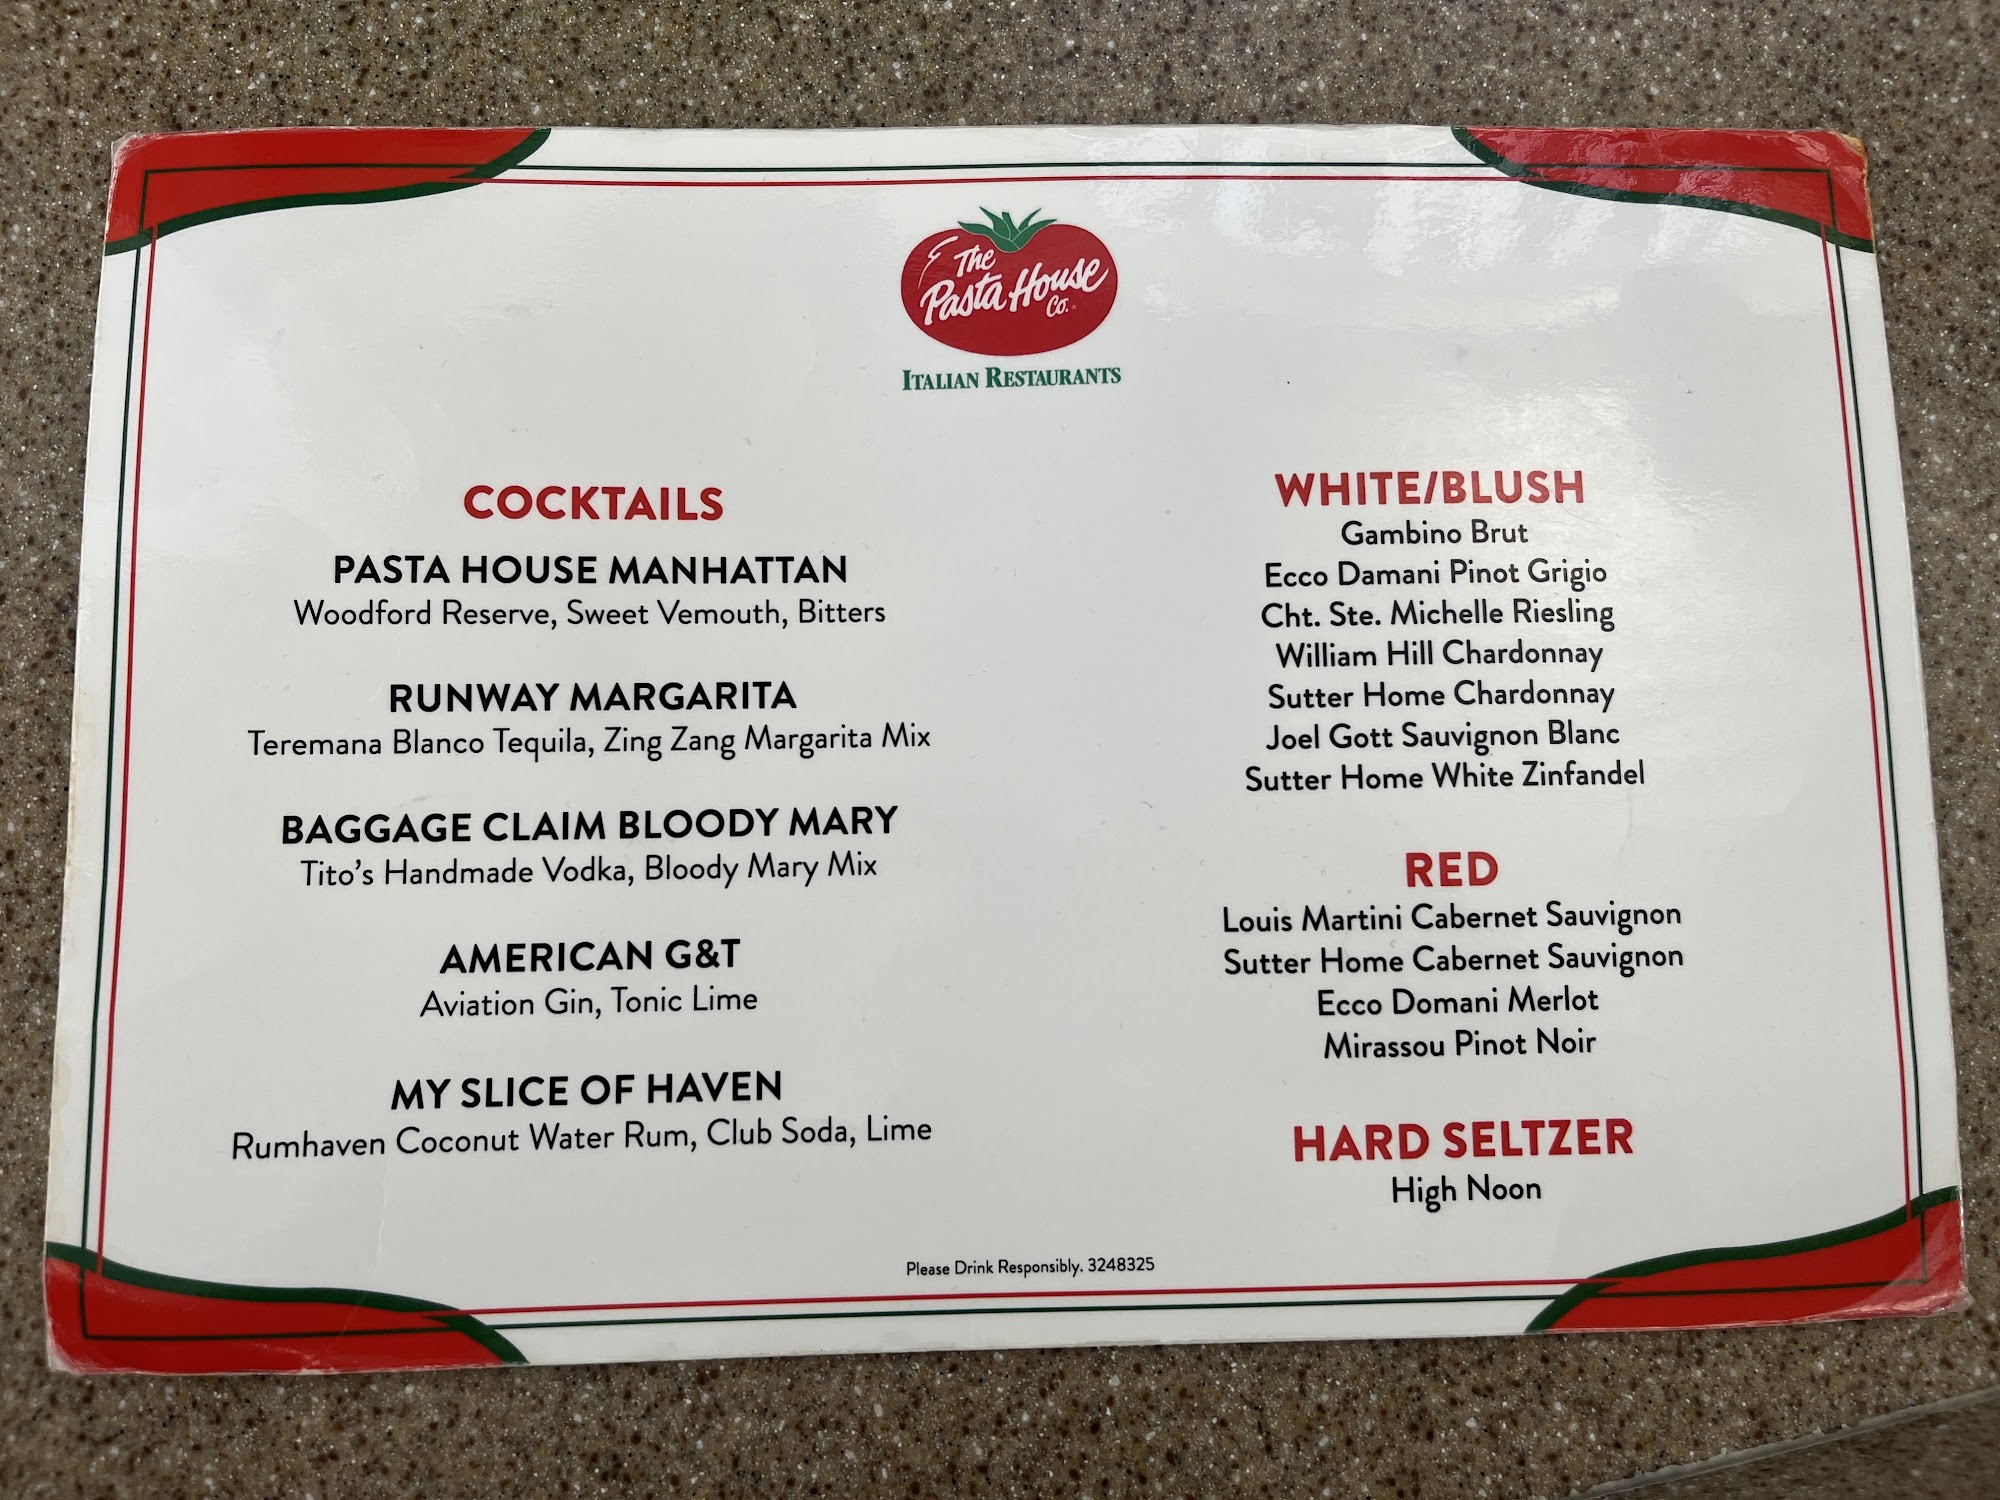 The
Pasta House
Co.
ITALIAN RESTAURANTS
COCKTAILS
PASTA HOUSE MANHATTAN
Woodford Reserve, Sweet Vemouth, Bitters
RUNWAY MARGARITA
Teremana Blanco Tequila, Zing Zang Margarita Mix
BAGGAGE CLAIM BLOODY MARY
Tito's Handmade Vodka, Bloody Mary Mix
AMERICAN G&T
Aviation Gin, Tonic Lime
MY SLICE OF HAVEN
Rumhaven Coconut Water Rum, Club Soda, Lime
WHITE/BLUSH
Gambino Brut
Ecco Damani Pinot Grigio
Cht. Ste. Michelle Riesling
William Hill Chardonnay
Sutter Home Chardonnay
Joel Gott Sauvignon Blanc
Sutter Home White Zinfandel
RED
Louis Martini Cabernet Sauvignon
Sutter Home Cabernet Sauvignon
Ecco Domani Merlot
Mirassou Pinot Noir
HARD SELTZER
High Noon
Please Drink Responsibly. 3248325